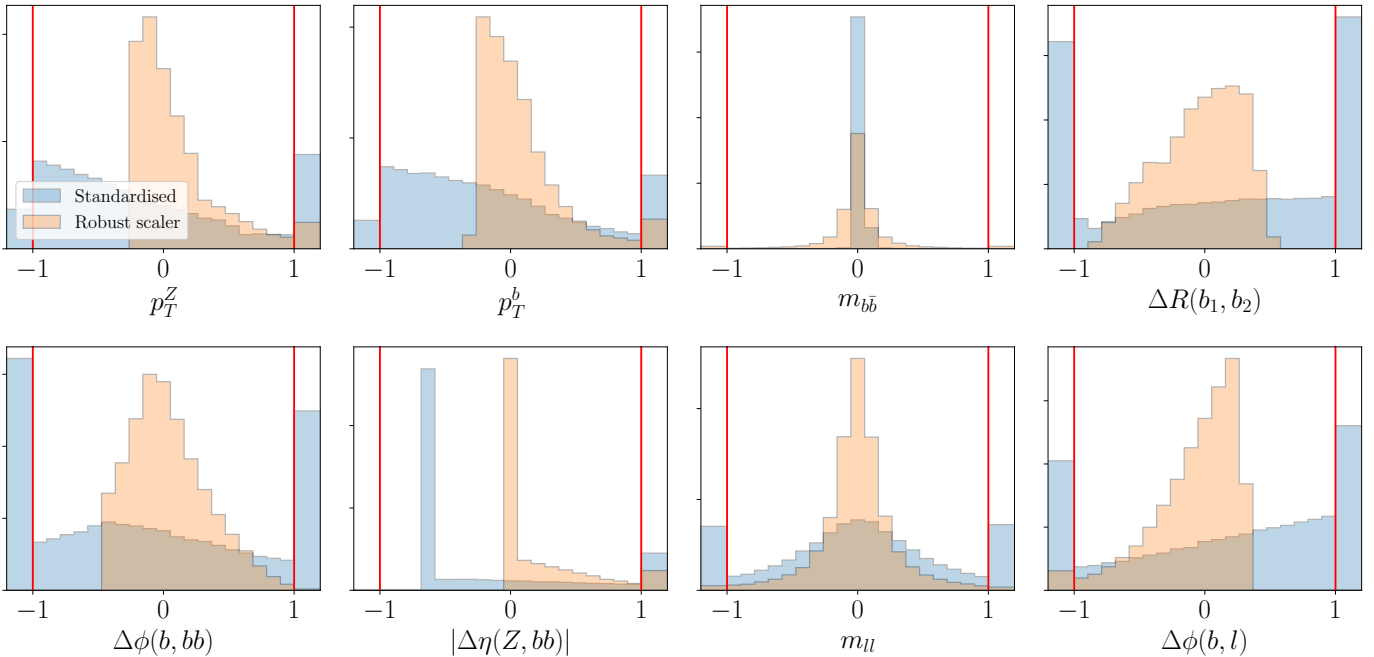 Standardised
Robust scaler
−1 0 1
p_T^Z
−1 0 1
p_T^b
−1 0 1
m_{b\bar{b}}
−1 0 1
ΔR(b_1, b_2)
−1 0 1
Δϕ(b, bb)
−1 0 1
|Δη(Z, bb)|
−1 0 1
m_{ll}
−1 0 1
Δϕ(b, l)